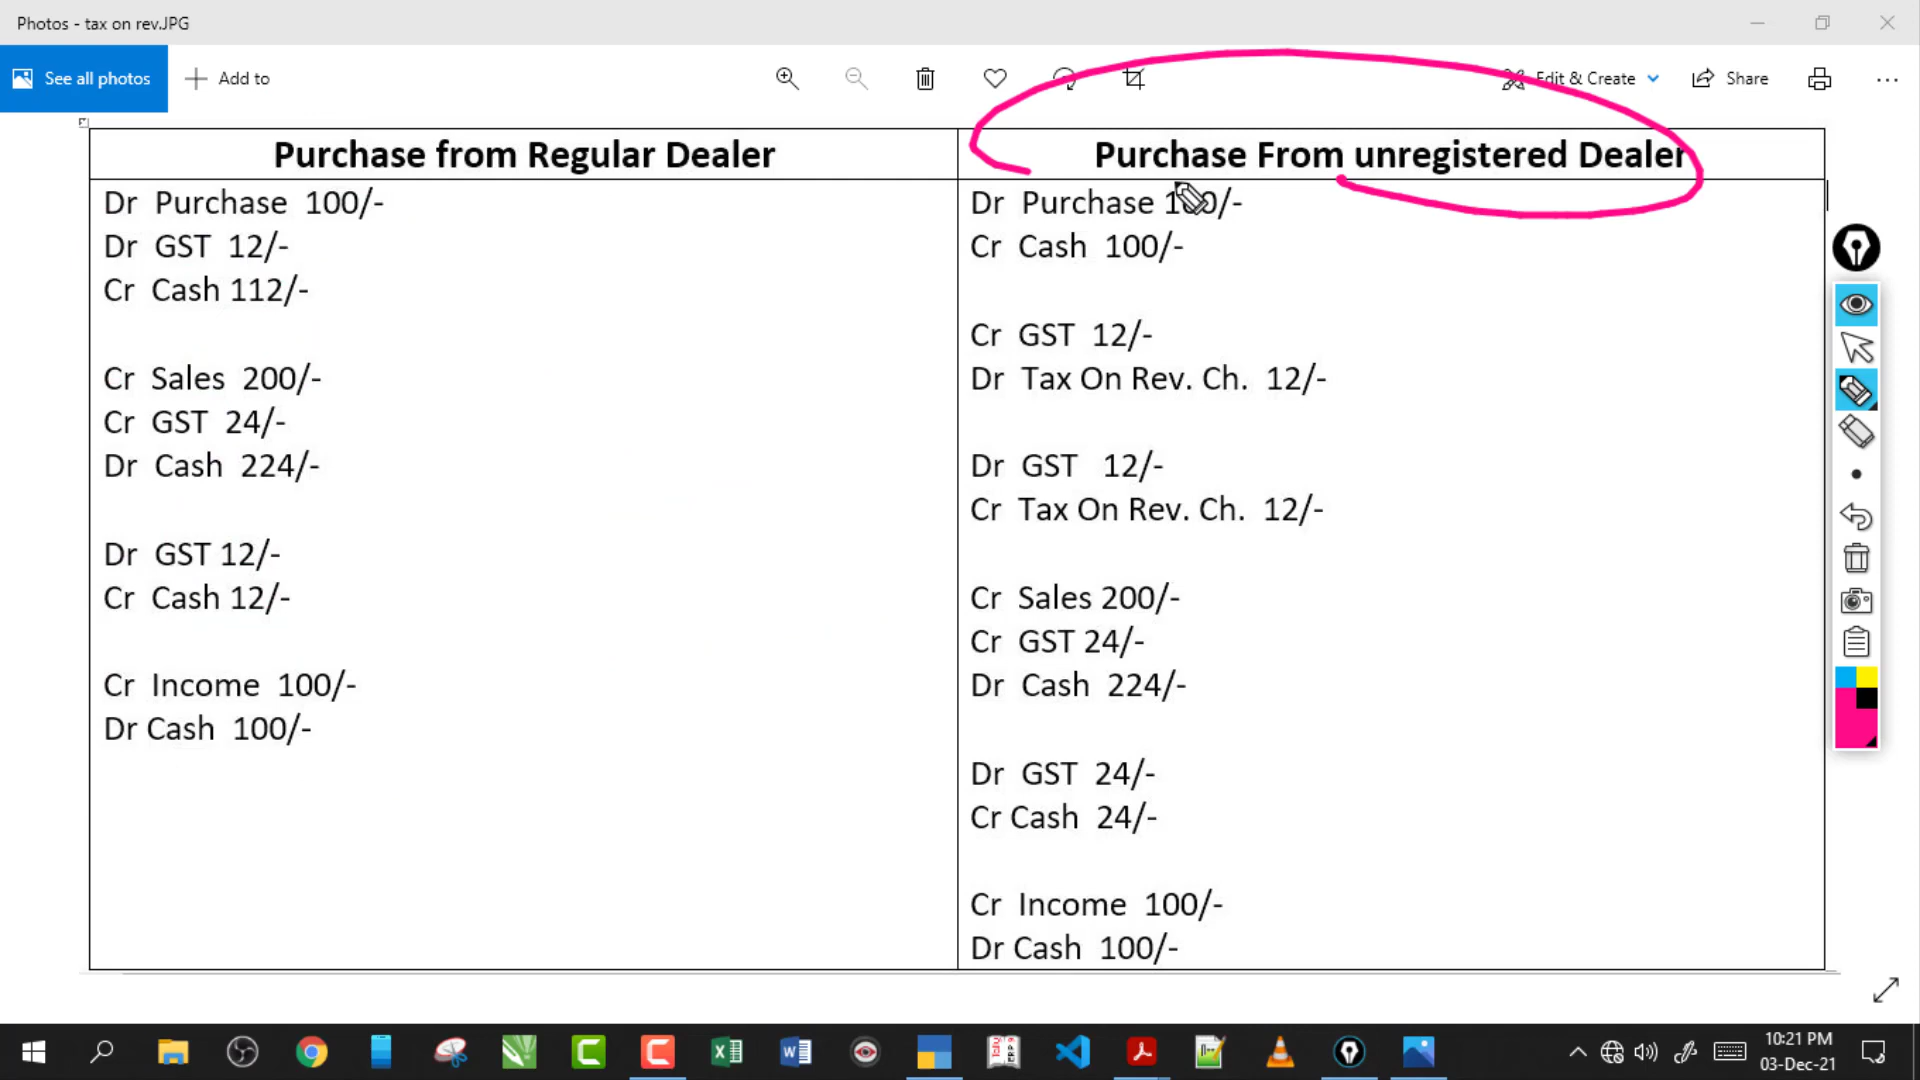 Photos - tax on rev.JPG
See all photos
Add to
Edit & Create
Share
Purchase from Regular Dealer
Dr Purchase 100/-
Dr GST 12/-
Cr Cash 112/-
Cr Sales 200/-
Cr GST 24/-
Dr Cash 224/-
Dr GST 12/-
Cr Cash 12/-
Cr Income 100/-
Dr Cash 100/-
Purchase From unregistered Dealer
Dr Purchase 100/-
Cr Cash 100/-
Cr GST 12/-
Dr Tax On Rev. Ch. 12/-
Dr GST 12/-
Cr Tax On Rev. Ch. 12/-
Cr Sales 200/-
Cr GST 24/-
Dr Cash 224/-
Dr GST 24/-
Cr Cash 24/-
Cr Income 100/-
Dr Cash 100/-
10:21 PM
03-Dec-21